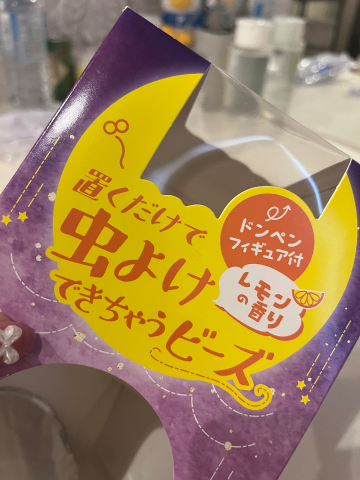 置くだけで
虫よけ
できちゃうビーズ
ドンペン
フィギュア付
レモン
の香り